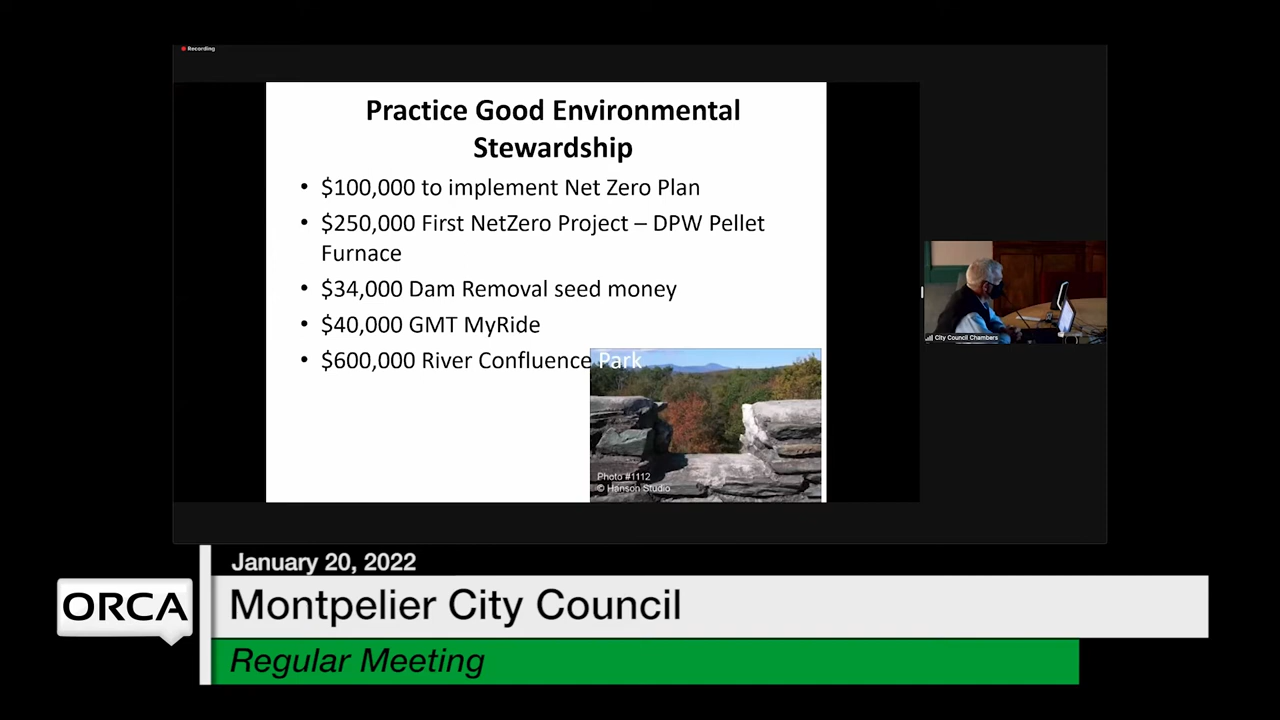 Recording
Practice Good Environmental
Stewardship
• $100,000 to implement Net Zero Plan
• $250,000 First NetZero Project – DPW Pellet
Furnace
• $34,000 Dam Removal seed money
• $40,000 GMT MyRide
• $600,000 River Confluence Park
Photo #1112
© Hanson Studio
City Council Chambers
January 20, 2022
ORCA
Montpelier City Council
Regular Meeting